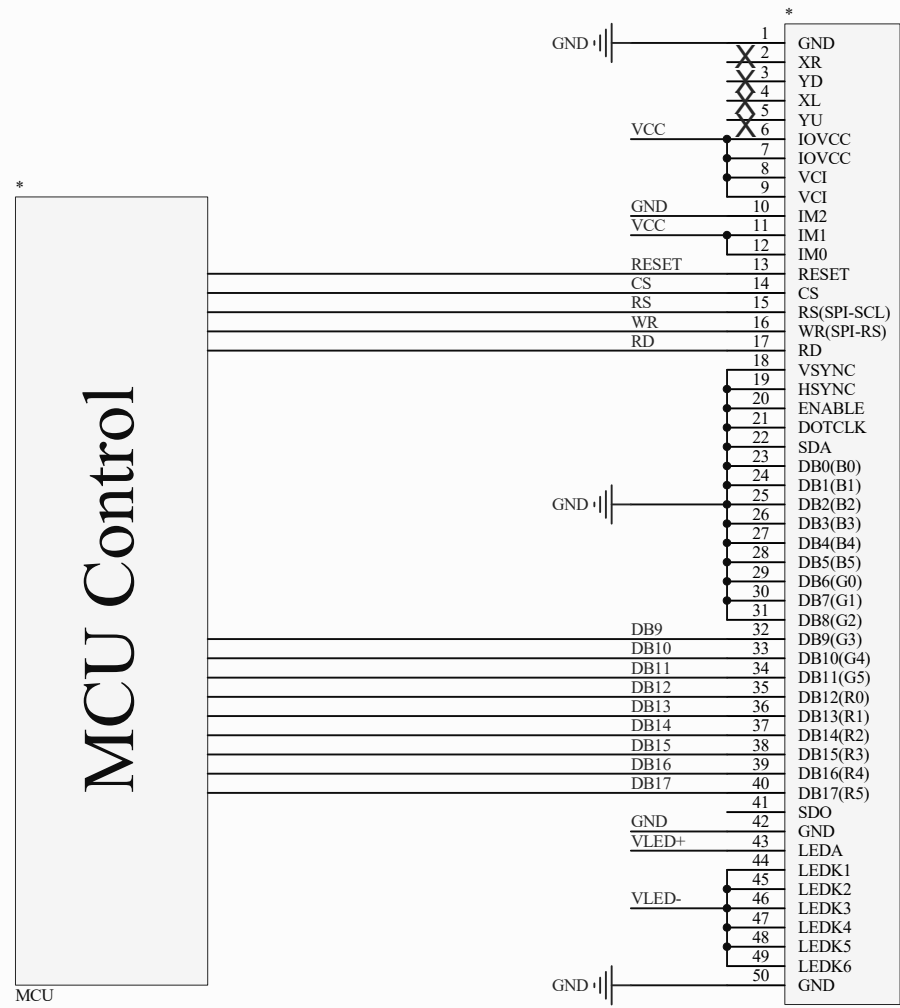 *
1
GND
GND
2
XR
3
YD
4
XL
5
YU
VCC
6
IOVCC
7
IOVCC
8
VCI
9
VCI
*
GND
10
IM2
VCC
11
IM1
12
IM0
RESET
13
RESET
CS
14
CS
RS
15
RS(SPI-SCL)
WR
16
WR(SPI-RS)
RD
17
RD
18
VSYNC
19
HSYNC
20
ENABLE
21
DOTCLK
22
SDA
23
DB0(B0)
24
DB1(B1)
GND
25
DB2(B2)
26
DB3(B3)
27
DB4(B4)
28
DB5(B5)
29
DB6(G0)
30
DB7(G1)
31
DB8(G2)
MCU Control
DB9
32
DB9(G3)
DB10
33
DB10(G4)
DB11
34
DB11(G5)
DB12
35
DB12(R0)
DB13
36
DB13(R1)
DB14
37
DB14(R2)
DB15
38
DB15(R3)
DB16
39
DB16(R4)
DB17
40
DB17(R5)
41
SDO
GND
42
GND
VLED+
43
LEDA
44
LEDK1
45
LEDK2
VLED-
46
LEDK3
47
LEDK4
48
LEDK5
49
LEDK6
GND
50
GND
MCU